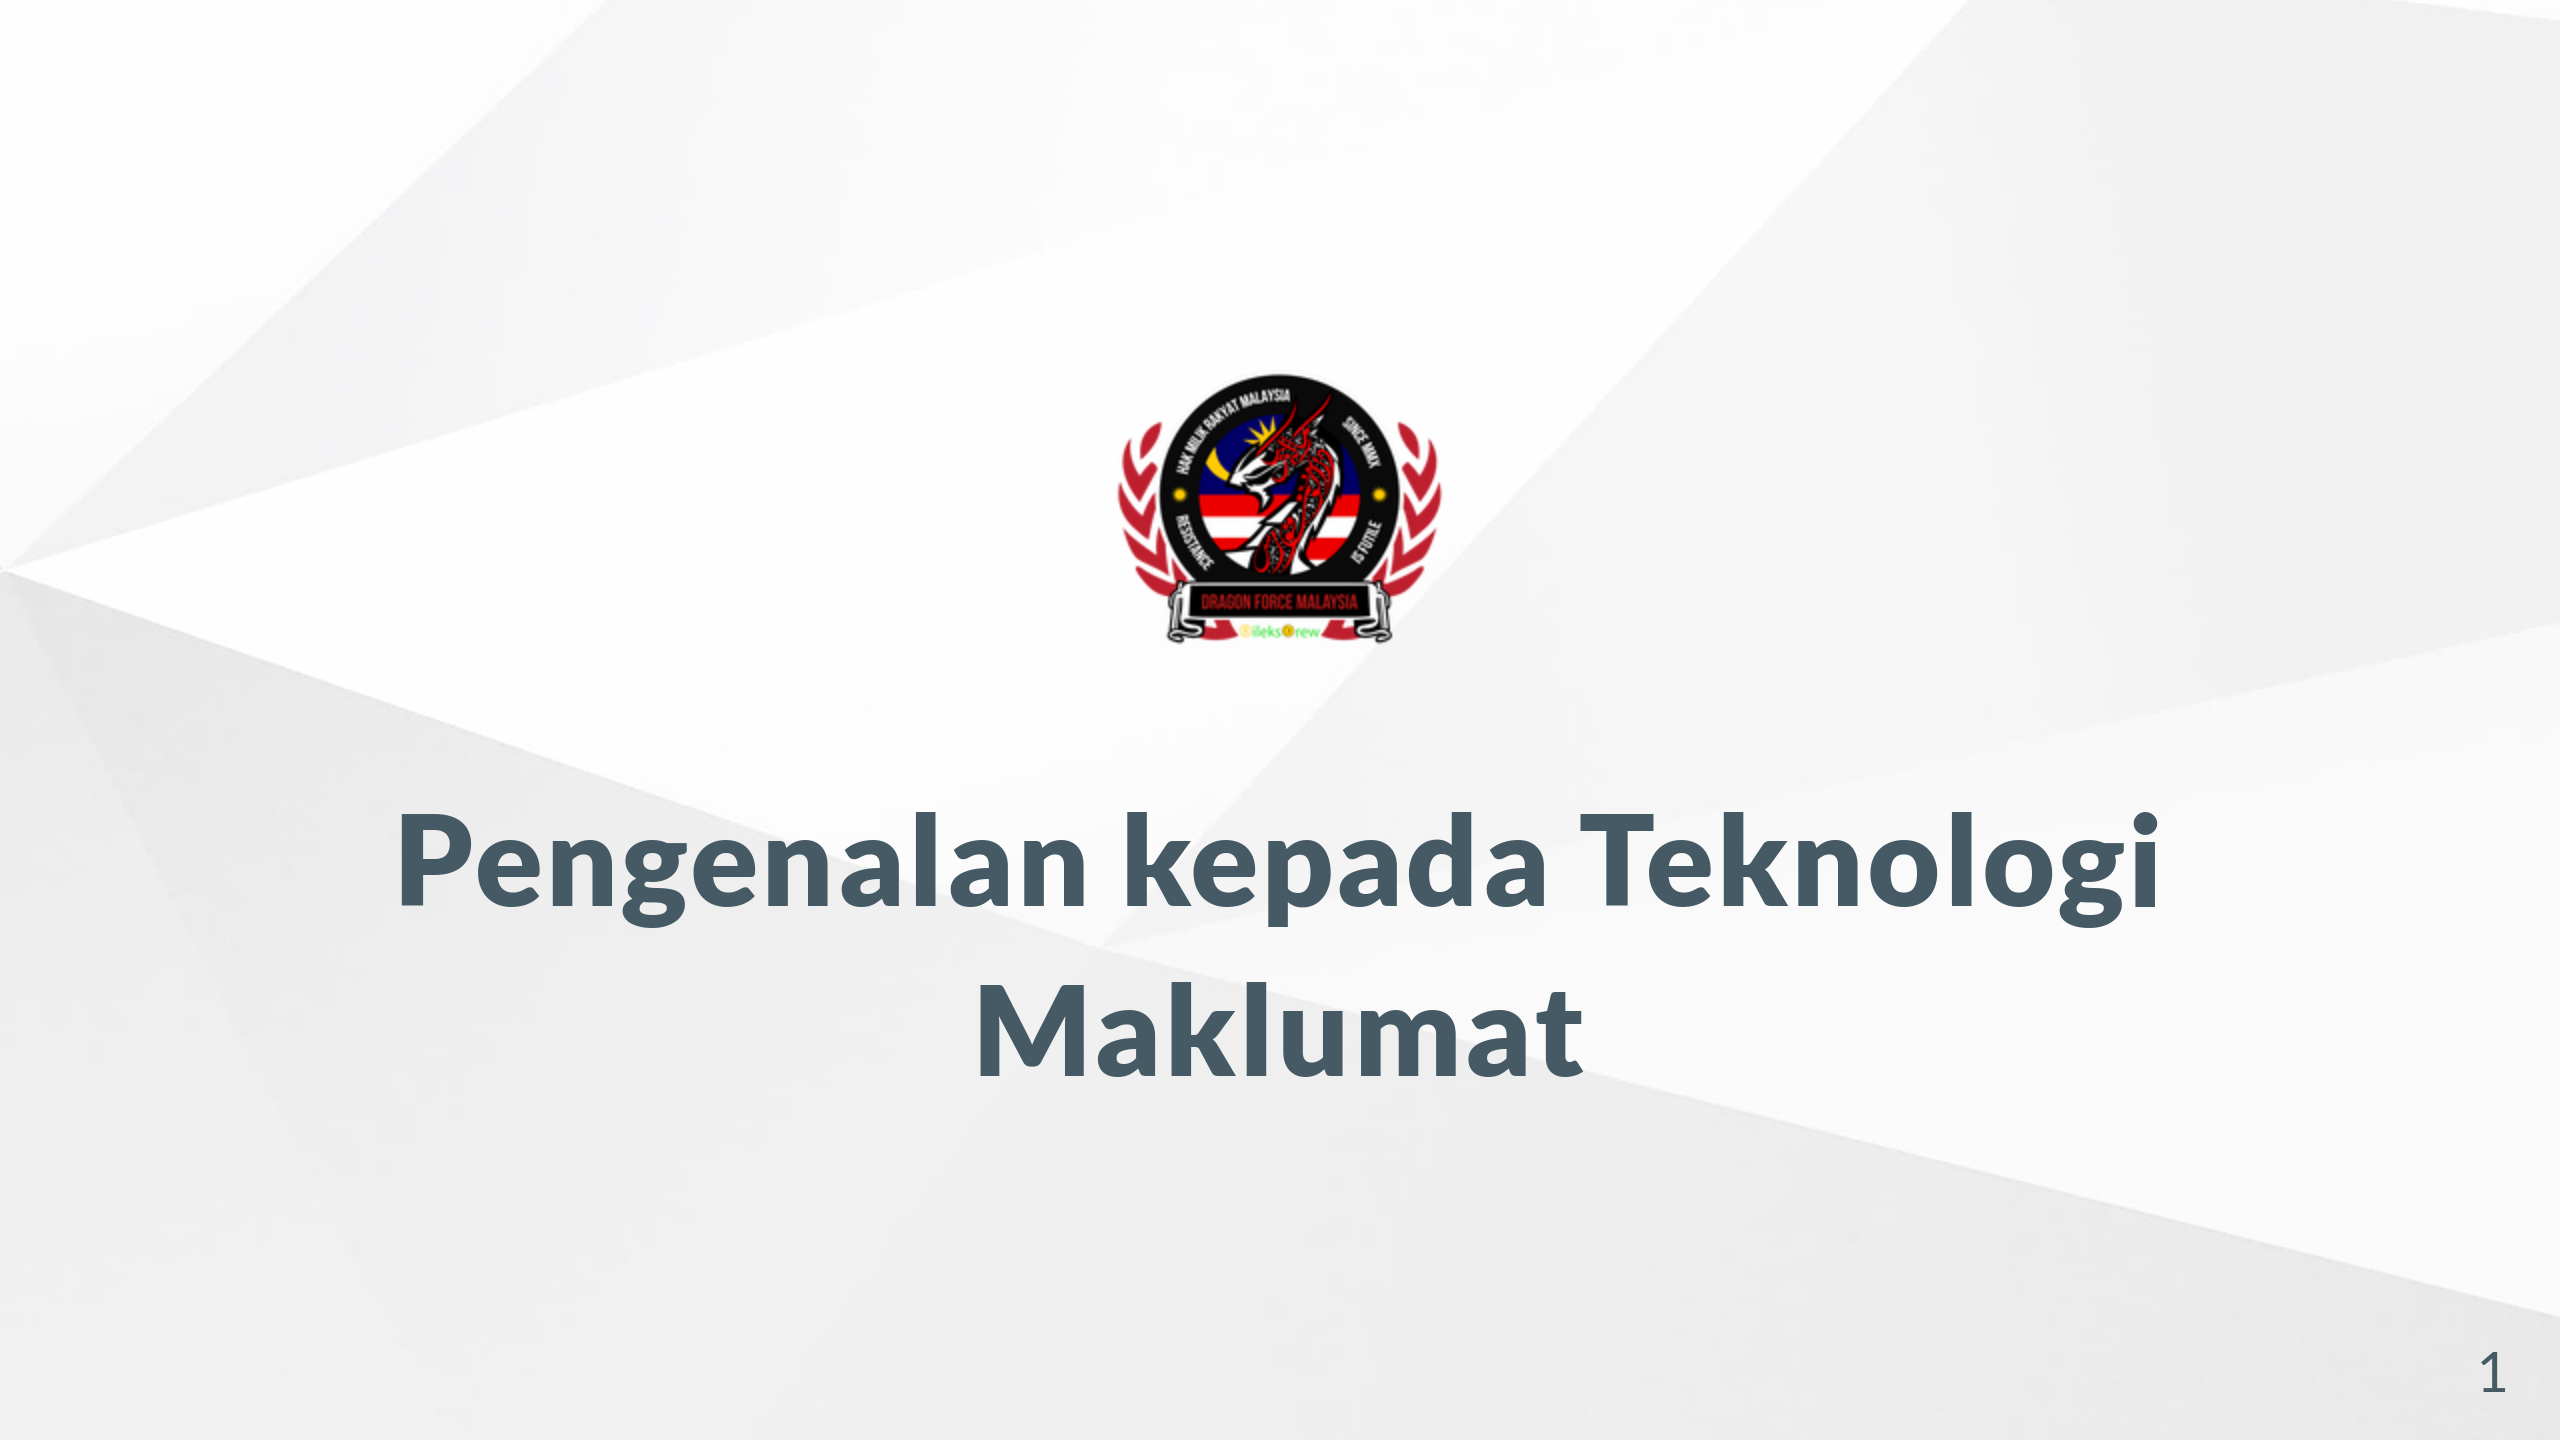 HAK MILIK RAKYAT MALAYSIA
SINCE MMX
RESISTANCE
IS FUTILE
DRAGON FORCE MALAYSIA
Pengenalan kepada Teknologi
Maklumat
1